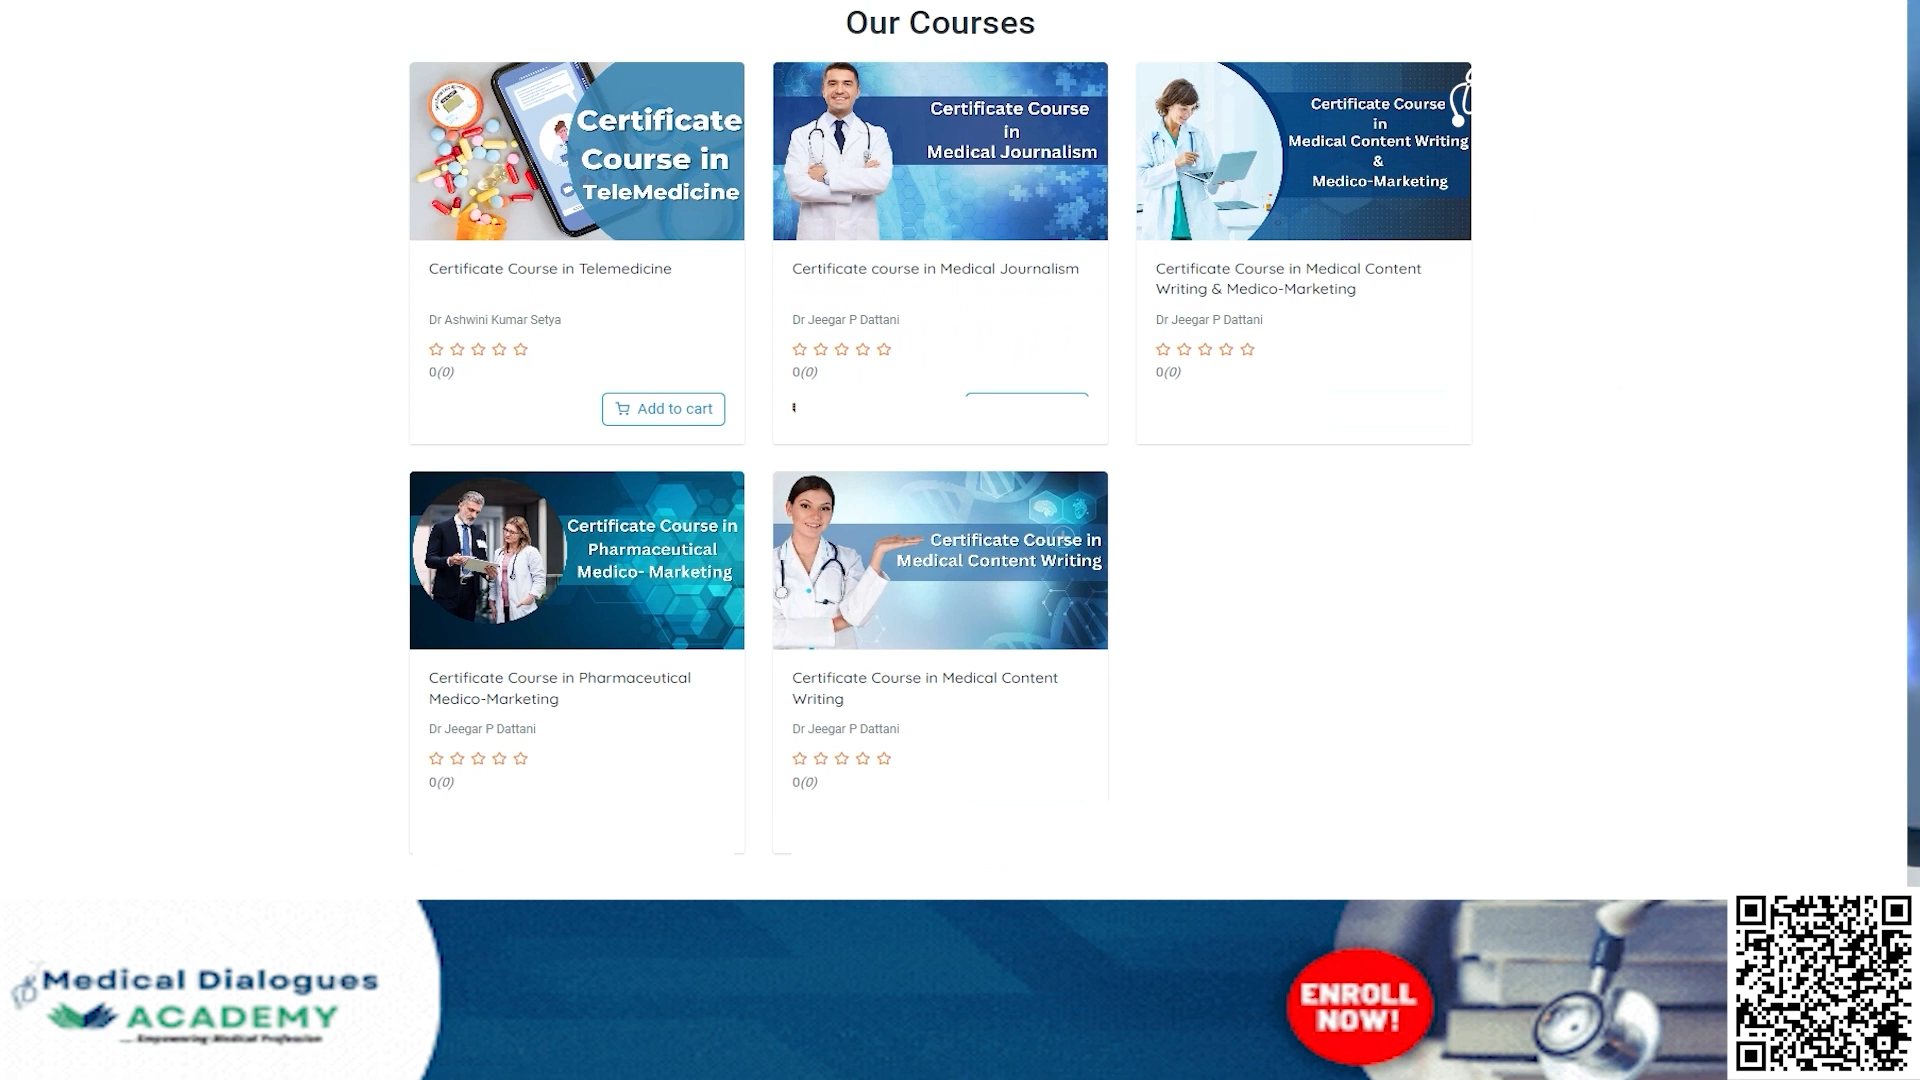 Our Courses
Certificate
Course in
TeleMedicine
Certificate Course in Telemedicine
Dr Ashwini Kumar Setya
0(0)
Add to cart
Certificate Course
in
Medical Journalism
Certificate course in Medical Journalism
Dr Jeegar P Dattani
0(0)
Certificate Course
in
Medical Content Writing
&
Medico-Marketing
Certificate Course in Medical Content
Writing & Medico-Marketing
Dr Jeegar P Dattani
0(0)
Certificate Course in
Pharmaceutical
Medico- Marketing
Certificate Course in Pharmaceutical
Medico-Marketing
Dr Jeegar P Dattani
0(0)
Certificate Course in
Medical Content Writing
Certificate Course in Medical Content
Writing
Dr Jeegar P Dattani
0(0)
Medical Dialogues
ACADEMY
... Empowering Medical Profession
ENROLL
NOW!